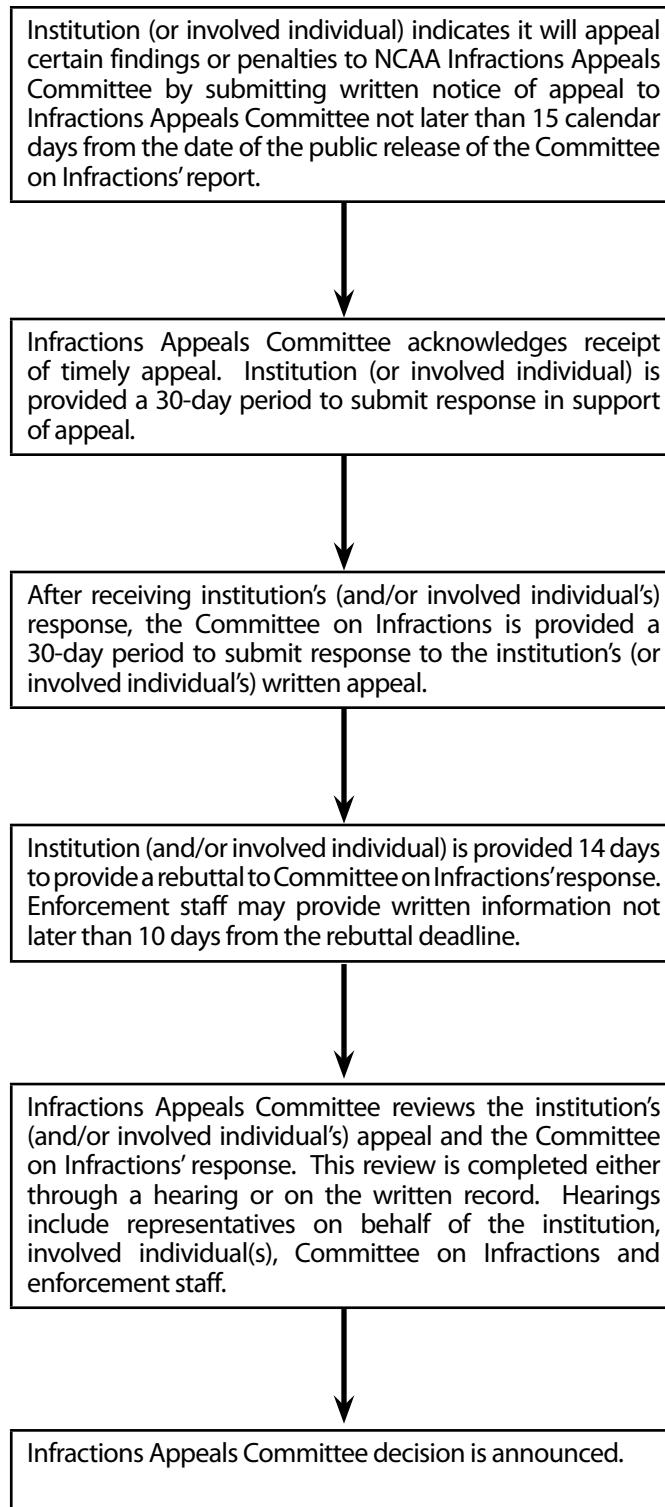 Institution (or involved individual) indicates it will appeal
certain findings or penalties to NCAA Infractions Appeals
Committee by submitting written notice of appeal to
Infractions Appeals Committee not later than 15 calendar
days from the date of the public release of the Committee
on Infractions' report.
Infractions Appeals Committee acknowledges receipt
of timely appeal. Institution (or involved individual) is
provided a 30-day period to submit response in support
of appeal.
After receiving institution's (and/or involved individual's)
response, the Committee on Infractions is provided a
30-day period to submit response to the institution's (or
involved individual's) written appeal.
Institution (and/or involved individual) is provided 14 days
to provide a rebuttal to Committee on Infractions' response.
Enforcement staff may provide written information not
later than 10 days from the rebuttal deadline.
Infractions Appeals Committee reviews the institution's
(and/or involved individual's) appeal and the Committee
on Infractions' response. This review is completed either
through a hearing or on the written record. Hearings
include representatives on behalf of the institution,
involved individual(s), Committee on Infractions and
enforcement staff.
Infractions Appeals Committee decision is announced.